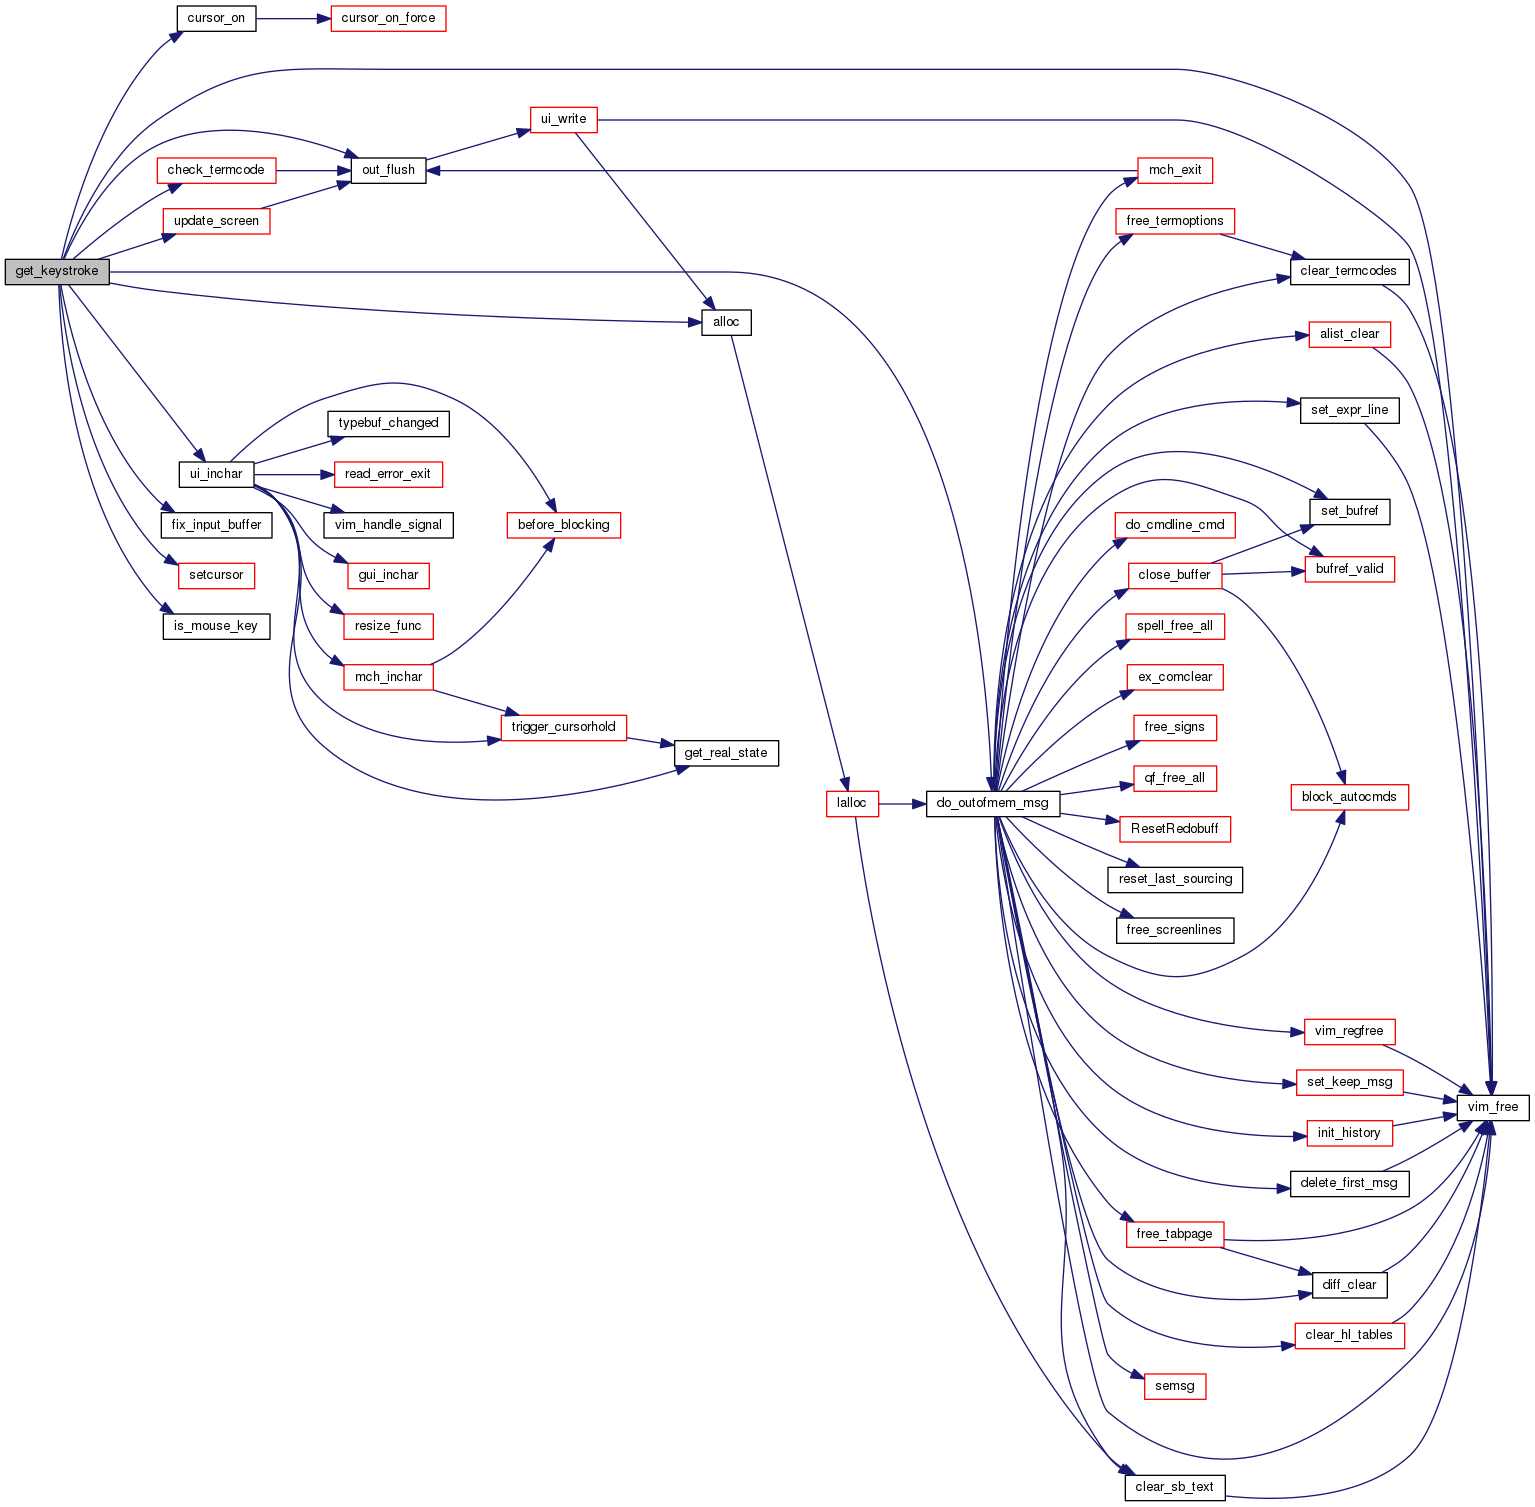 cursor_on
cursor_on_force
ui_write
check_termcode
out_flush
mch_exit
update_screen
free_termoptions
get_keystroke
clear_termcodes
alloc
alist_clear
typebuf_changed
set_expr_line
ui_inchar
read_error_exit
fix_input_buffer
vim_handle_signal
before_blocking
do_cmdline_cmd
set_bufref
setcursor
gui_inchar
close_buffer
bufref_valid
is_mouse_key
resize_func
spell_free_all
mch_inchar
ex_comclear
trigger_cursorhold
free_signs
get_real_state
qf_free_all
lalloc
do_outofmem_msg
block_autocmds
ResetRedobuff
reset_last_sourcing
free_screenlines
vim_regfree
set_keep_msg
vim_free
init_history
delete_first_msg
free_tabpage
diff_clear
clear_hl_tables
semsg
clear_sb_text